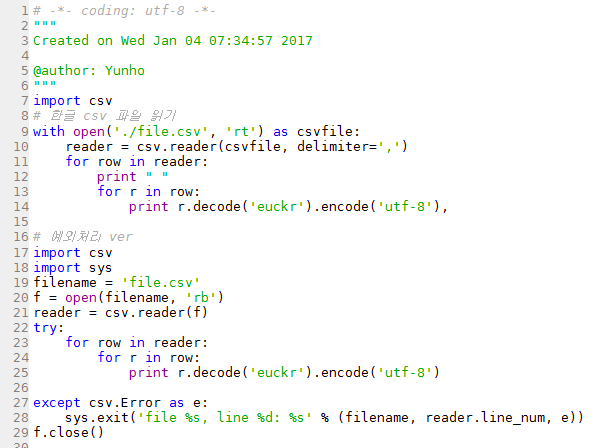 1 # -*- coding: utf-8 -*-
2 """
3 Created on Wed Jan 04 07:34:57 2017
4
5 @author: Yunho
6 """
7 import csv
8 # 한글 csv 파일 읽기
9 with open('./file.csv', 'rt') as csvfile:
10     reader = csv.reader(csvfile, delimiter=',')
11     for row in reader:
12         print " "
13         for r in row:
14             print r.decode('euckr').encode('utf-8'),
15
16 # 예외처리 ver
17 import csv
18 import sys
19 filename = 'file.csv'
20 f = open(filename, 'rb')
21 reader = csv.reader(f)
22 try:
23     for row in reader:
24         for r in row:
25             print r.decode('euckr').encode('utf-8')
26
27 except csv.Error as e:
28     sys.exit('file %s, line %d: %s' % (filename, reader.line_num, e))
29 f.close()
30